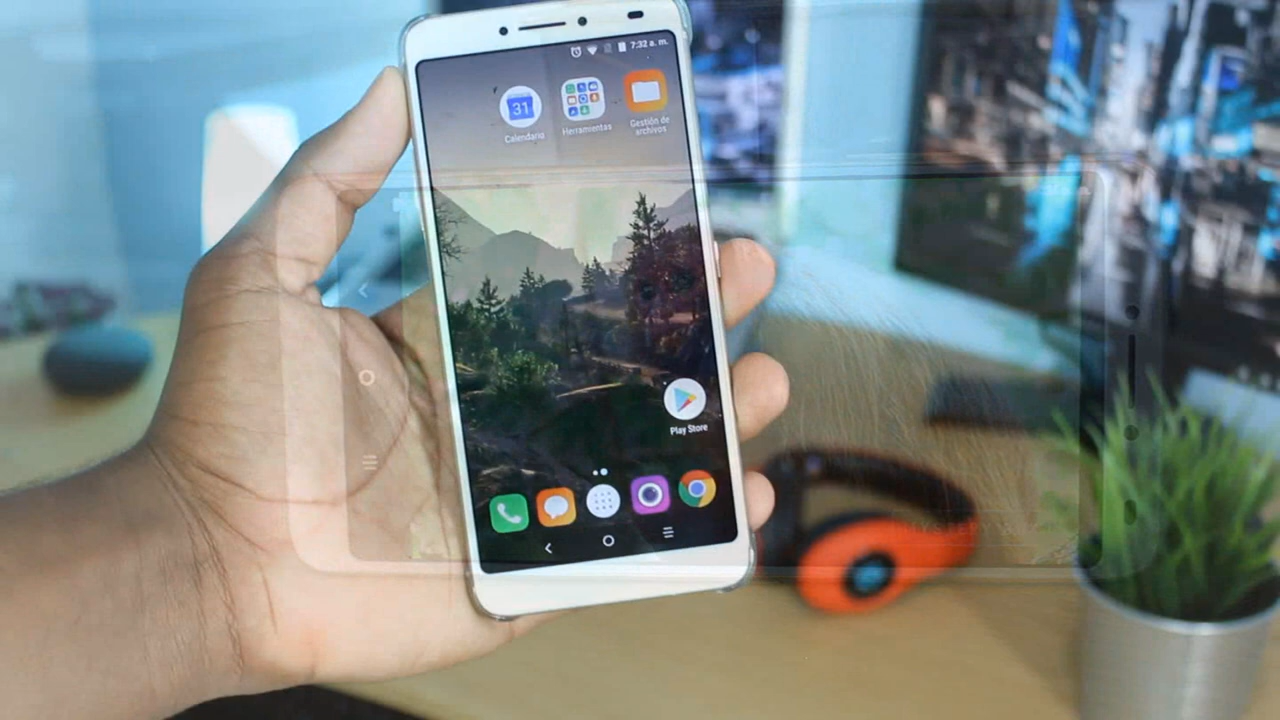 7:32 a. m.
31
Calendario
Herramientas
Gestión de
archivos
Play Store